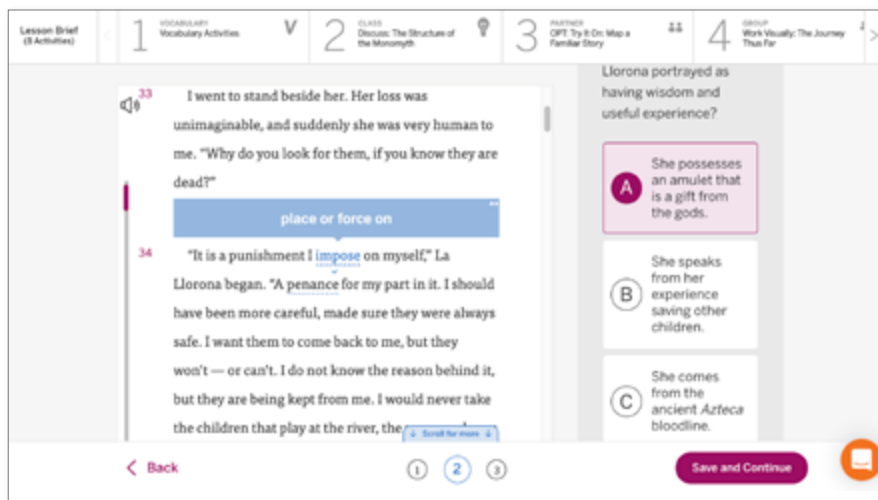 Lesson Brief
(5 Activities)
1
VOCABULARY
Vocabulary Activities
2
CLASS
Discuss: The Structure of
the Monomyth
3
PARTNER
OPT: Try It On: Map a
Familiar Story
4
GROUP
Work Visually: The Journey
Thus Far
33
I went to stand beside her. Her loss was
unimaginable, and suddenly she was very human to
me. “Why do you look for them, if you know they are
dead?”
place or force on
34
“It is a punishment I impose on myself,” La
Llorona began. “A penance for my part in it. I should
have been more careful, made sure they were always
safe. I want them to come back to me, but they
won’t — or can’t. I do not know the reason behind it,
but they are being kept from me. I would never take
the children that play at the river, the
Scroll for more
Llorona portrayed as
having wisdom and
useful experience?
A
She possesses
an amulet that
is a gift from
the gods.
B
She speaks
from her
experience
saving other
children.
C
She comes
from the
ancient Azteca
bloodline.
Back
1 2 3
Save and Continue